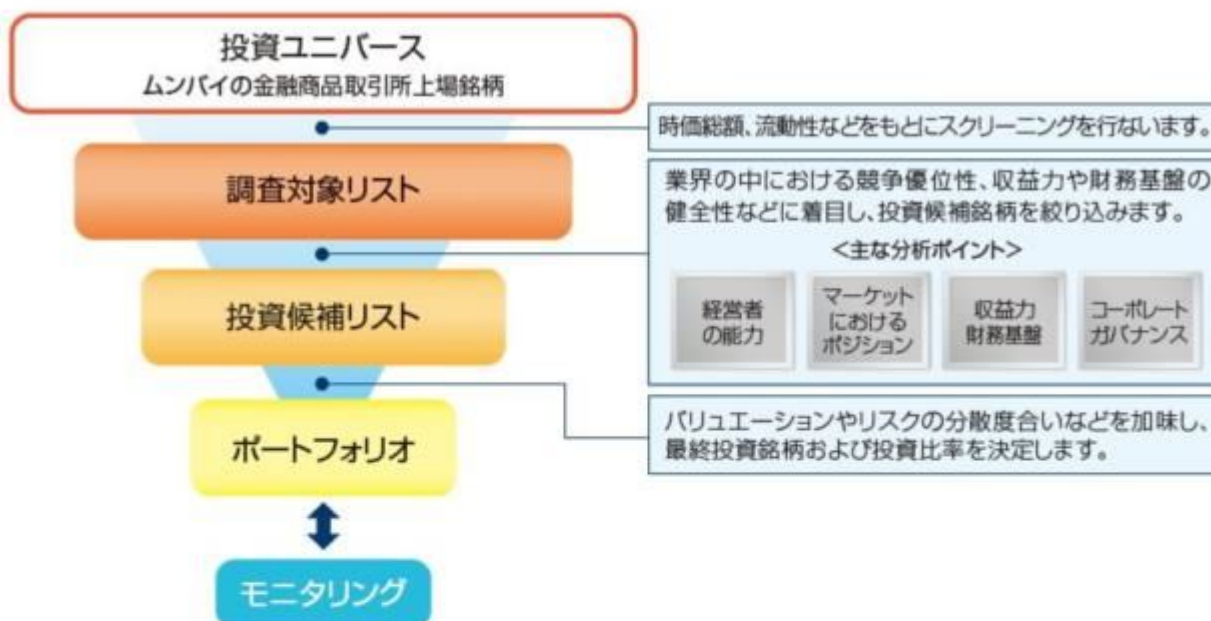 投資ユニバース
ムンバイの金融商品取引所上場銘柄
時価総額、流動性などをもとにスクリーニングを行ないます。
調査対象リスト
業界の中における競争優位性、収益力や財務基盤の
健全性などに着目し、投資候補銘柄を絞り込みます。
<主な分析ポイント>
経営者
の能力
マーケット
における
ポジション
収益力
財務基盤
コーポレート
ガバナンス
投資候補リスト
バリュエーションやリスクの分散度合いなどを加味し、
最終投資銘柄および投資比率を決定します。
ポートフォリオ
モニタリング